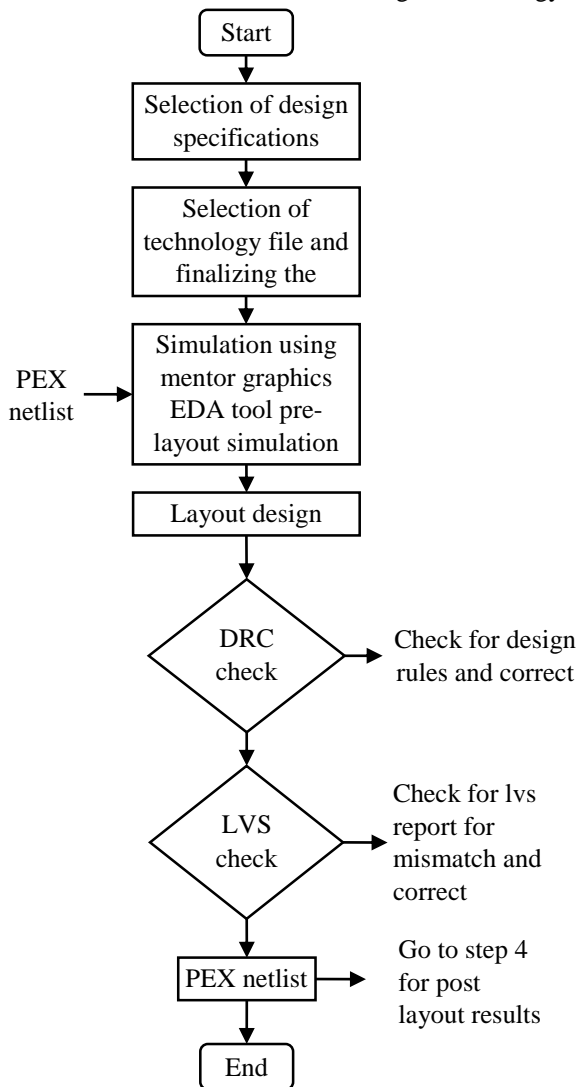 Start
Selection of design
specifications
Selection of
technology file and
finalizing the
Simulation using
mentor graphics
EDA tool pre-
layout simulation
PEX
netlist
Layout design
DRC
check
Check for design
rules and correct
LVS
check
Check for lvs
report for
mismatch and
correct
PEX netlist
Go to step 4
for post
layout results
End